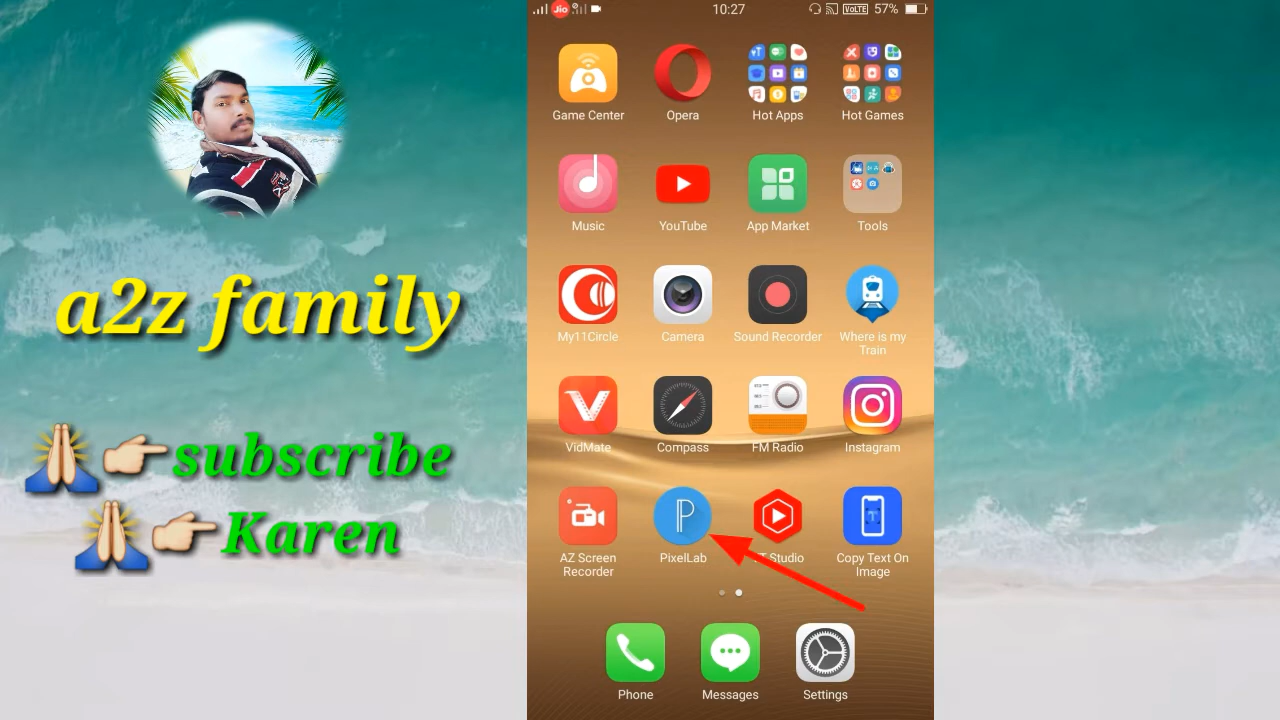 Jio
10:27
VoLTE 57%
Game Center
Opera
Hot Apps
Hot Games
Music
YouTube
App Market
Tools
My11Circle
Camera
Sound Recorder
Where is my
Train
VidMate
Compass
FM Radio
Instagram
AZ Screen
Recorder
PixelLab
T Studio
Copy Text On
Image
Phone
Messages
Settings
a2z family
🙏👉subscribe
🙏👉Karen